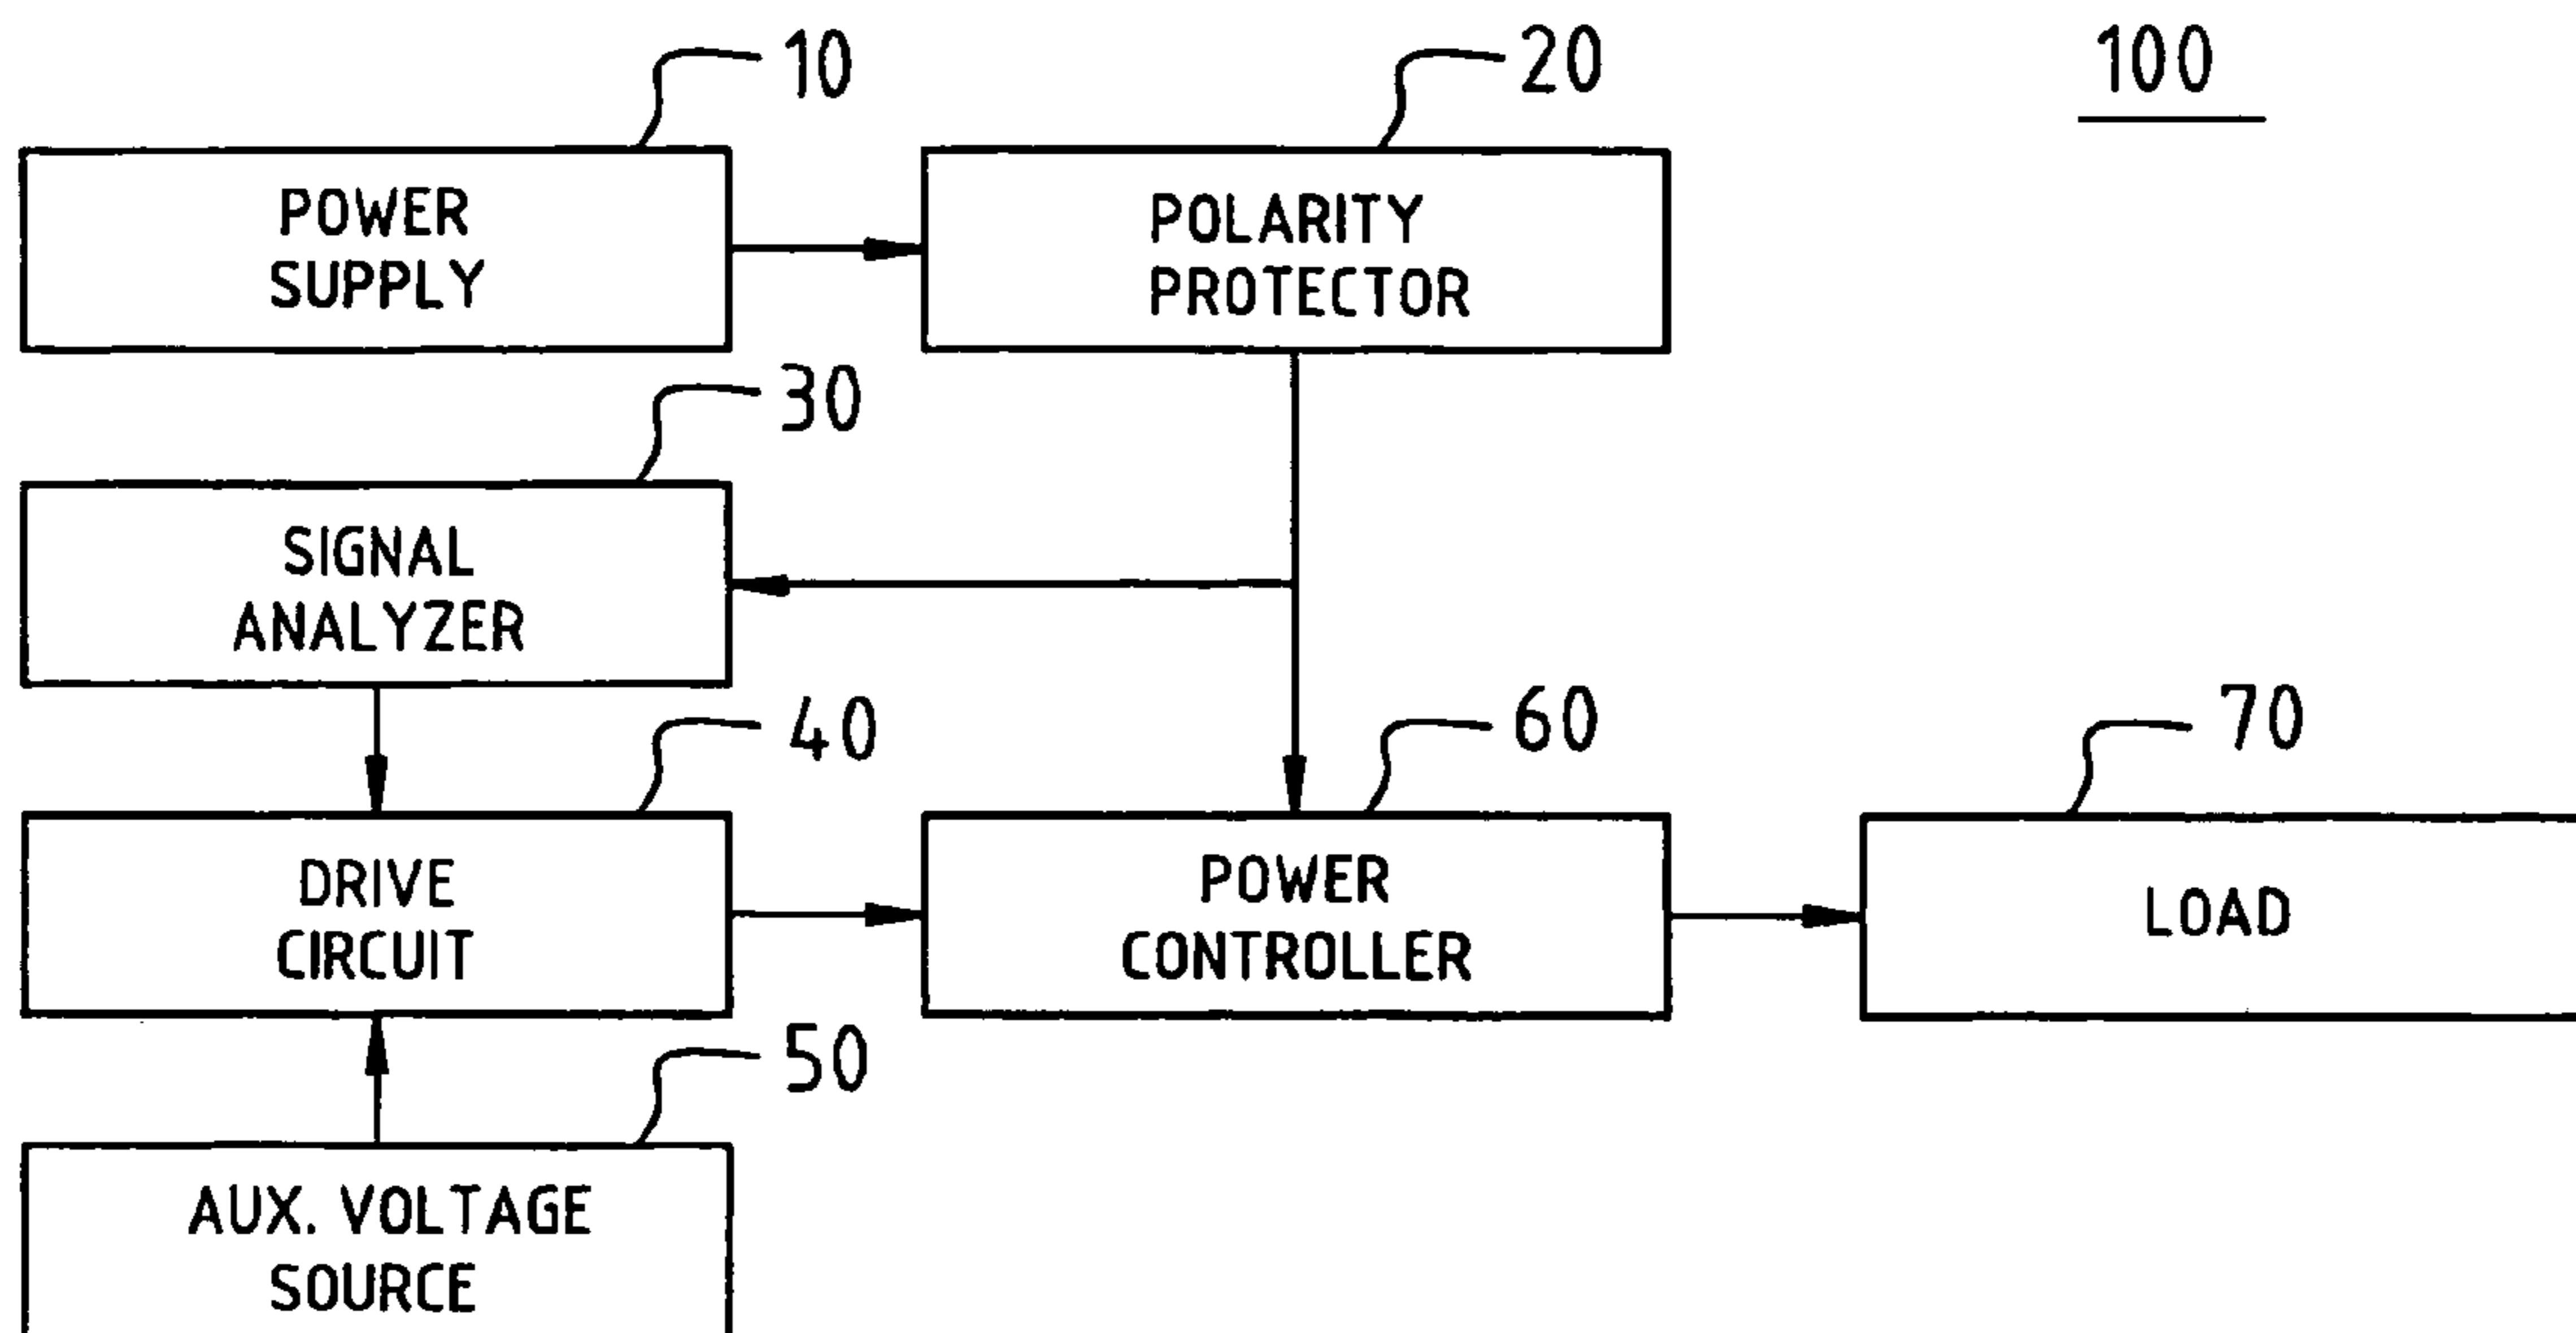 10
20
100
POWER
SUPPLY
POLARITY
PROTECTOR
30
SIGNAL
ANALYZER
40
60
70
DRIVE
CIRCUIT
POWER
CONTROLLER
LOAD
50
AUX. VOLTAGE
SOURCE